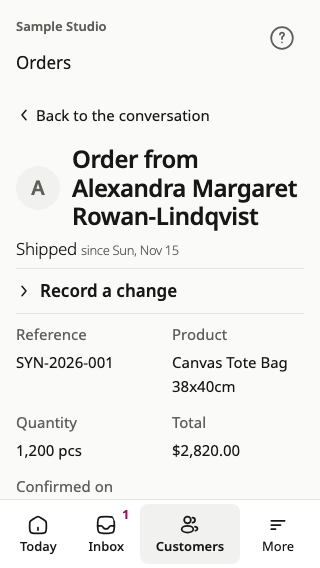 Sample Studio
Orders
Back to the conversation
A
Order from
Alexandra Margaret
Rowan-Lindqvist
Shipped since Sun, Nov 15
Record a change
Reference
Product
SYN-2026-001
Canvas Tote Bag
38x40cm
Quantity
Total
1,200 pcs
$2,820.00
Confirmed on
1
Today
Inbox
Customers
More